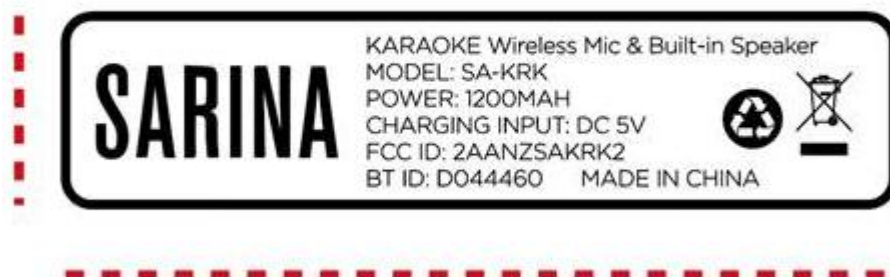 SARINA
KARAOKE Wireless Mic & Built-in Speaker
MODEL: SA-KRK
POWER: 1200MAH
CHARGING INPUT: DC 5V
FCC ID: 2AANZSAKRK2
BT ID: D044460 MADE IN CHINA